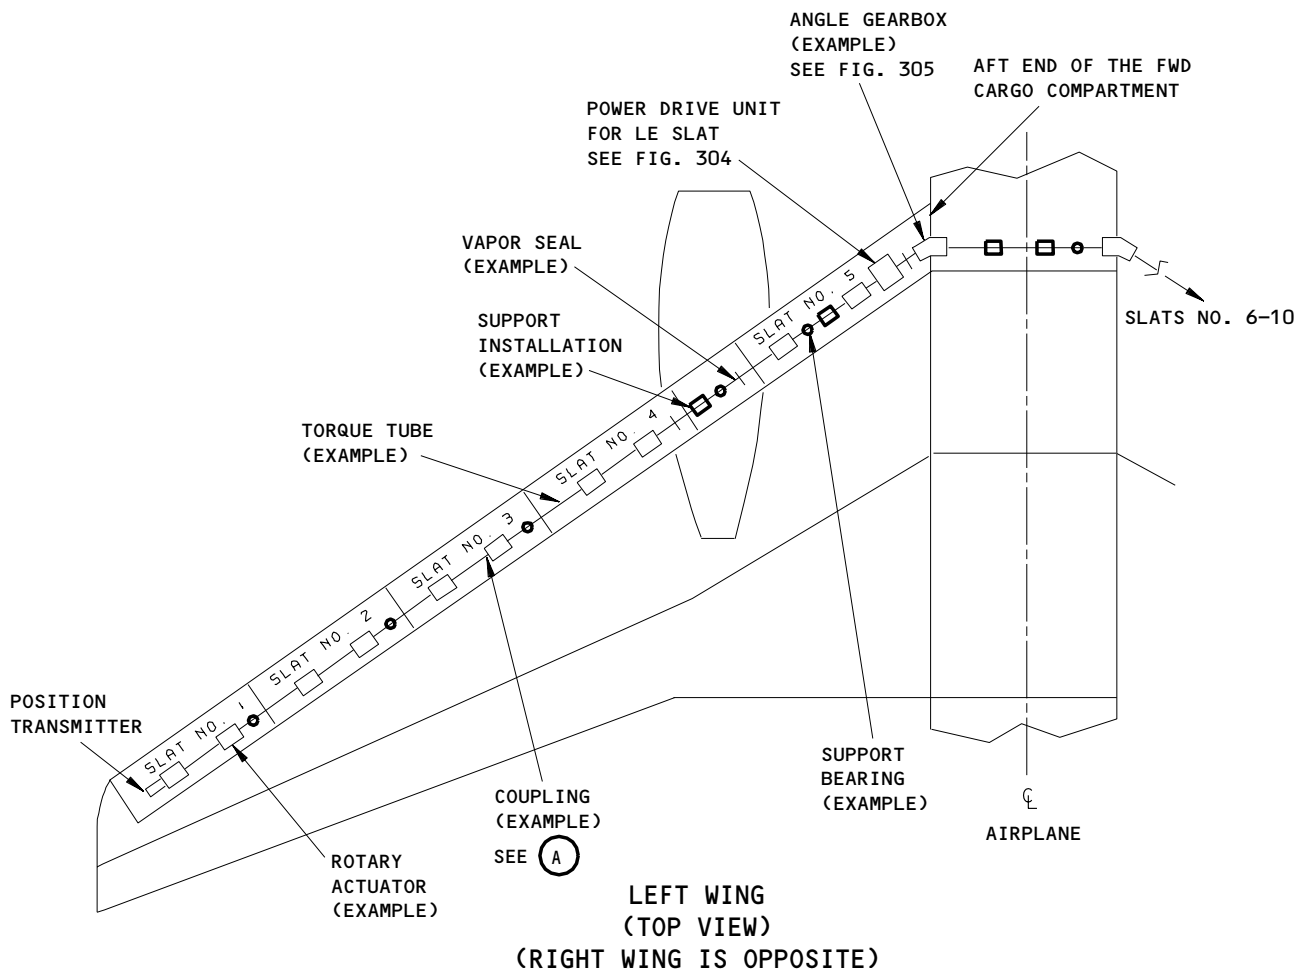 ANGLE GEARBOX
(EXAMPLE)
SEE FIG. 305
AFT END OF THE FWD
CARGO COMPARTMENT
POWER DRIVE UNIT
FOR LE SLAT
SEE FIG. 304
VAPOR SEAL
(EXAMPLE)
SUPPORT
INSTALLATION
(EXAMPLE)
SLATS NO. 6-10
TORQUE TUBE
(EXAMPLE)
SLAT NO. 5
SLAT NO. 4
SLAT NO. 3
SLAT NO. 2
SLAT NO. 1
POSITION
TRANSMITTER
SUPPORT
BEARING
(EXAMPLE)
COUPLING
(EXAMPLE)
SEE A
℄
AIRPLANE
ROTARY
ACTUATOR
(EXAMPLE)
LEFT WING
(TOP VIEW)
(RIGHT WING IS OPPOSITE)